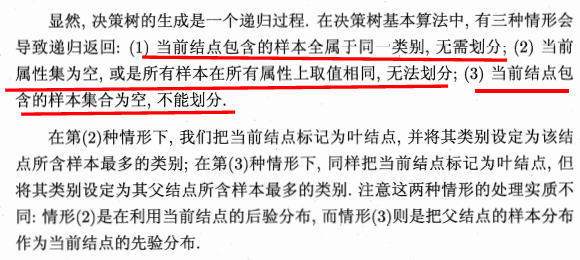 显然, 决策树的生成是一个递归过程. 在决策树基本算法中, 有三种情形会
导致递归返回: (1) 当前结点包含的样本全属于同一类别, 无需划分; (2) 当前
属性集为空, 或是所有样本在所有属性上取值相同, 无法划分; (3) 当前结点包
含的样本集合为空, 不能划分.
在第(2)种情形下, 我们把当前结点标记为叶结点, 并将其类别设定为该结
点所含样本最多的类别; 在第(3)种情形下, 同样把当前结点标记为叶结点, 但
将其类别设定为其父结点所含样本最多的类别. 注意这两种情形的处理实质不
同: 情形(2)是在利用当前结点的后验分布, 而情形(3)则是把父结点的样本分布
作为当前结点的先验分布.